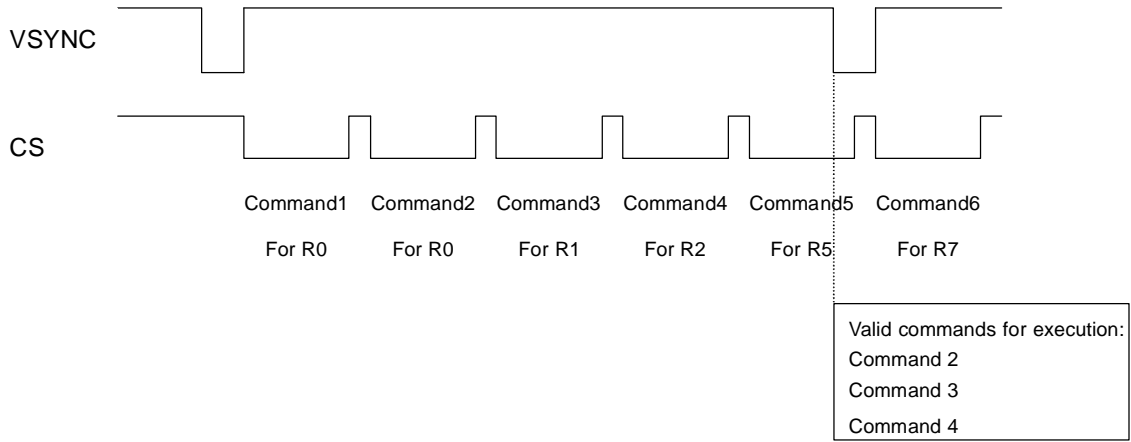 VSYNC
CS
Command1 Command2 Command3 Command4 Command5 Command6
For R0 For R0 For R1 For R2 For R5 For R7
Valid commands for execution:
Command 2
Command 3
Command 4